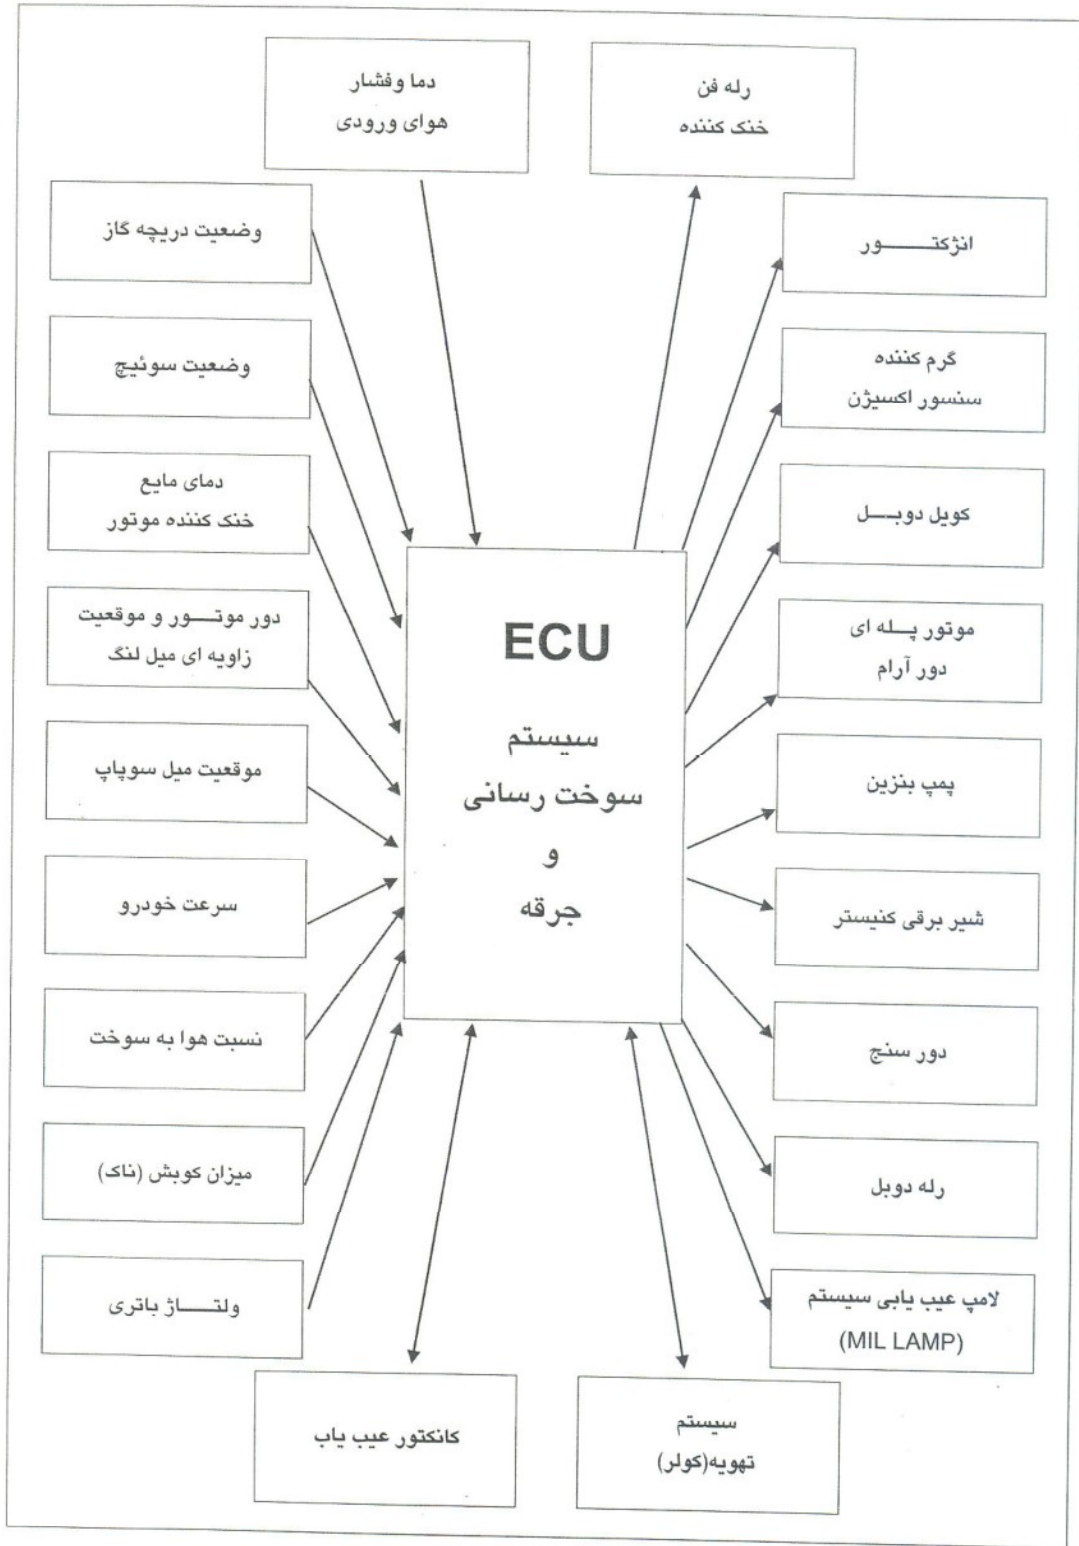 دما وفشار
هوای ورودی
رله فن
خنک کننده
وضعیت دریچه گاز
انژکتـــــــور
وضعیت سوئیچ
گرم کننده
سنسور اکسیژن
دمای مایع
خنک کننده موتور
کویل دوبـــل
دور موتـــور و موقعیت
زاویه ای میل لنگ
موتور پـــله ای
دور آرام
ECU
سیستم
سوخت رسانی
و
جرقه
موقعیت میل سوپاپ
پمپ بنزین
سرعت خودرو
شیر برقی کنیستر
نسبت هوا به سوخت
دور سنج
میزان کوبش (ناک)
رله دوبل
ولتـــــاژ باتری
لامپ عیب یابی سیستم
(MIL LAMP)
کانکتور عیب یاب
سیستم
تهویه(کولر)